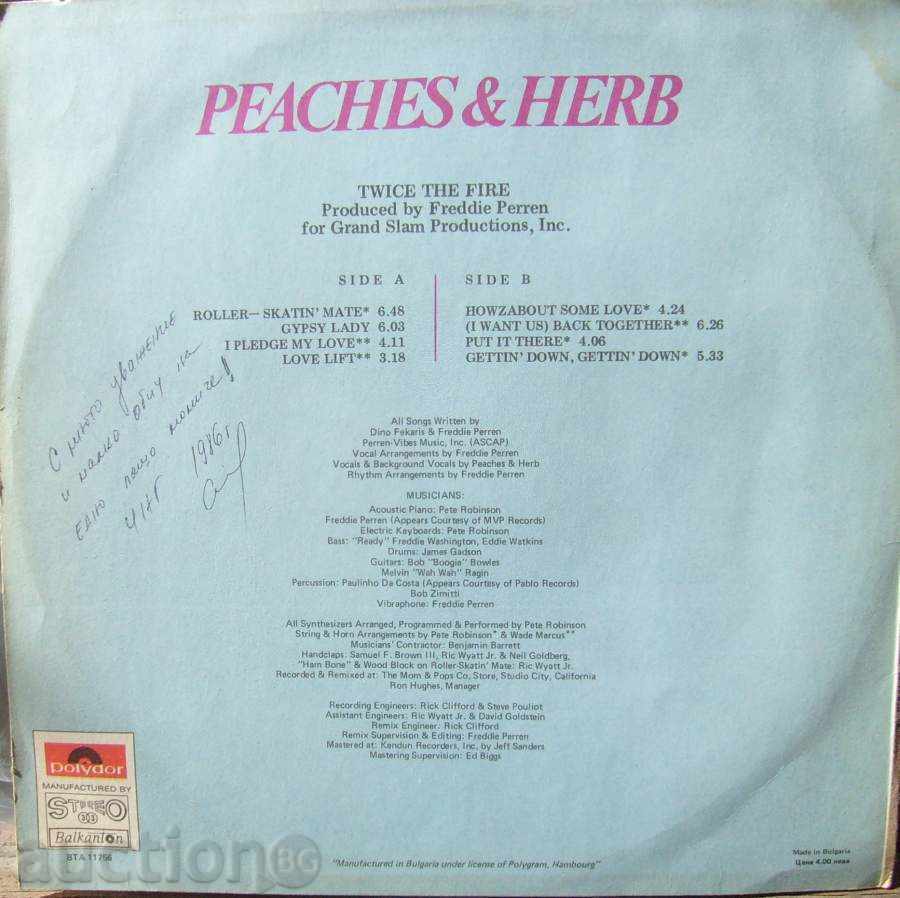 PEACHES & HERB
TWICE THE FIRE
Produced by Freddie Perren
for Grand Slam Productions, Inc.
SIDE A
ROLLER—SKATIN' MATE* 6.48
GYPSY LADY 6.03
I PLEDGE MY LOVE** 4.11
LOVE LIFT** 3.18
SIDE B
HOWZABOUT SOME LOVE* 4.24
(I WANT US) BACK TOGETHER** 6.26
PUT IT THERE* 4.06
GETTIN' DOWN, GETTIN' DOWN* 5.33
С много уважение
и малко обич на
едно лошо момиче!
ЧНГ 1986 г
All Songs Written by
Dino Fekaris & Freddie Perren
Perren-Vibes Music, Inc. (ASCAP)
Vocal Arrangements by Freddie Perren
Vocals & Background Vocals by Peaches & Herb
Rhythm Arrangements by Freddie Perren
MUSICIANS:
Acoustic Piano: Pete Robinson
Freddie Perren (Appears Courtesy of MVP Records)
Electric Keyboards: Pete Robinson
Bass: "Ready" Freddie Washington, Eddie Watkins
Drums: James Gadson
Guitars: Bob "Boogie" Bowles
Melvin "Wah Wah" Ragin
Percussion: Paulinho Da Costa (Appears Courtesy of Pablo Records)
Bob Zimitti
Vibraphone: Freddie Perren
All Synthesizers Arranged, Programmed & Performed by Pete Robinson
String & Horn Arrangements by Pete Robinson* & Wade Marcus**
Musicians' Contractor: Benjamin Barrett
Handclaps: Samuel F. Brown III, Ric Wyatt Jr. & Neil Goldberg,
"Ham Bone" & Wood Block on Roller-Skatin' Mate: Ric Wyatt Jr.
Recorded & Remixed at: The Mom & Pops Co, Store, Studio City, California
Ron Hughes, Manager
Recording Engineers: Rick Clifford & Steve Pouliot
Assistant Engineers: Ric Wyatt Jr. & David Goldstein
Remix Engineer. Rick Clifford
Remix Supervision & Editing: Freddie Perren
Mastered at: Kendun Recorders, Inc, by Jeff Sanders
Mastering Supervision: Ed Biggs
polydor
MANUFACTURED BY
STEREO
33
Balkanton
BTA 11756
auction BG
"Manufactured in Bulgaria under license of Polygram, Hambourg"
Made in Bulgaria
Цена 4.00 лева